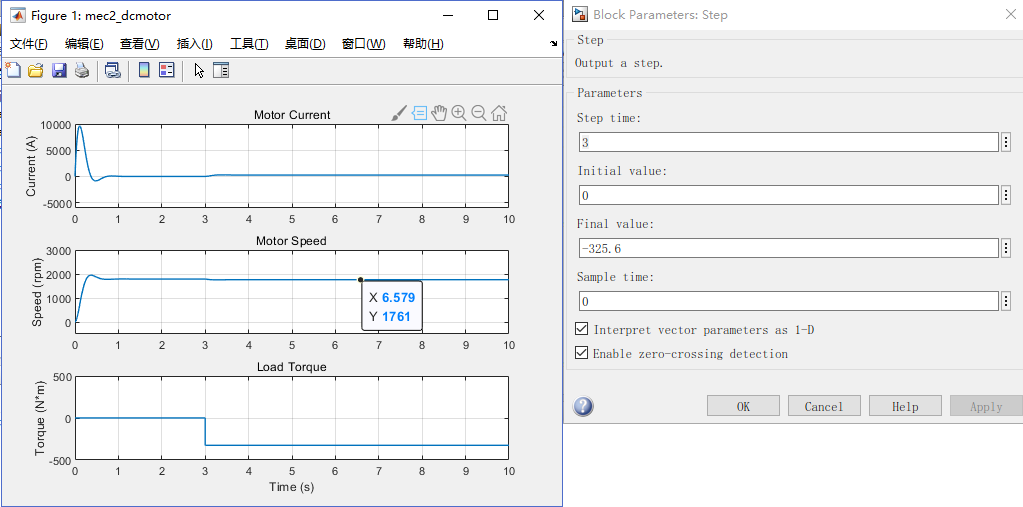 Figure 1: mec2_dcmotor
文件(F) 编辑(E) 查看(V) 插入(I) 工具(T) 桌面(D) 窗口(W) 帮助(H)
Motor Current
Current (A)
10000
5000
0
-5000
0 1 2 3 4 5 6 7 8 9 10
Motor Speed
Speed (rpm)
3000
2000
1000
0
X 6.579
Y 1761
0 1 2 3 4 5 6 7 8 9 10
Load Torque
Torque (N*m)
500
0
-500
0 1 2 3 4 5 6 7 8 9 10
Time (s)
Block Parameters: Step
Step
Output a step.
Parameters
Step time:
3
Initial value:
0
Final value:
-325.6
Sample time:
0
Interpret vector parameters as 1-D
Enable zero-crossing detection
OK Cancel Help Apply